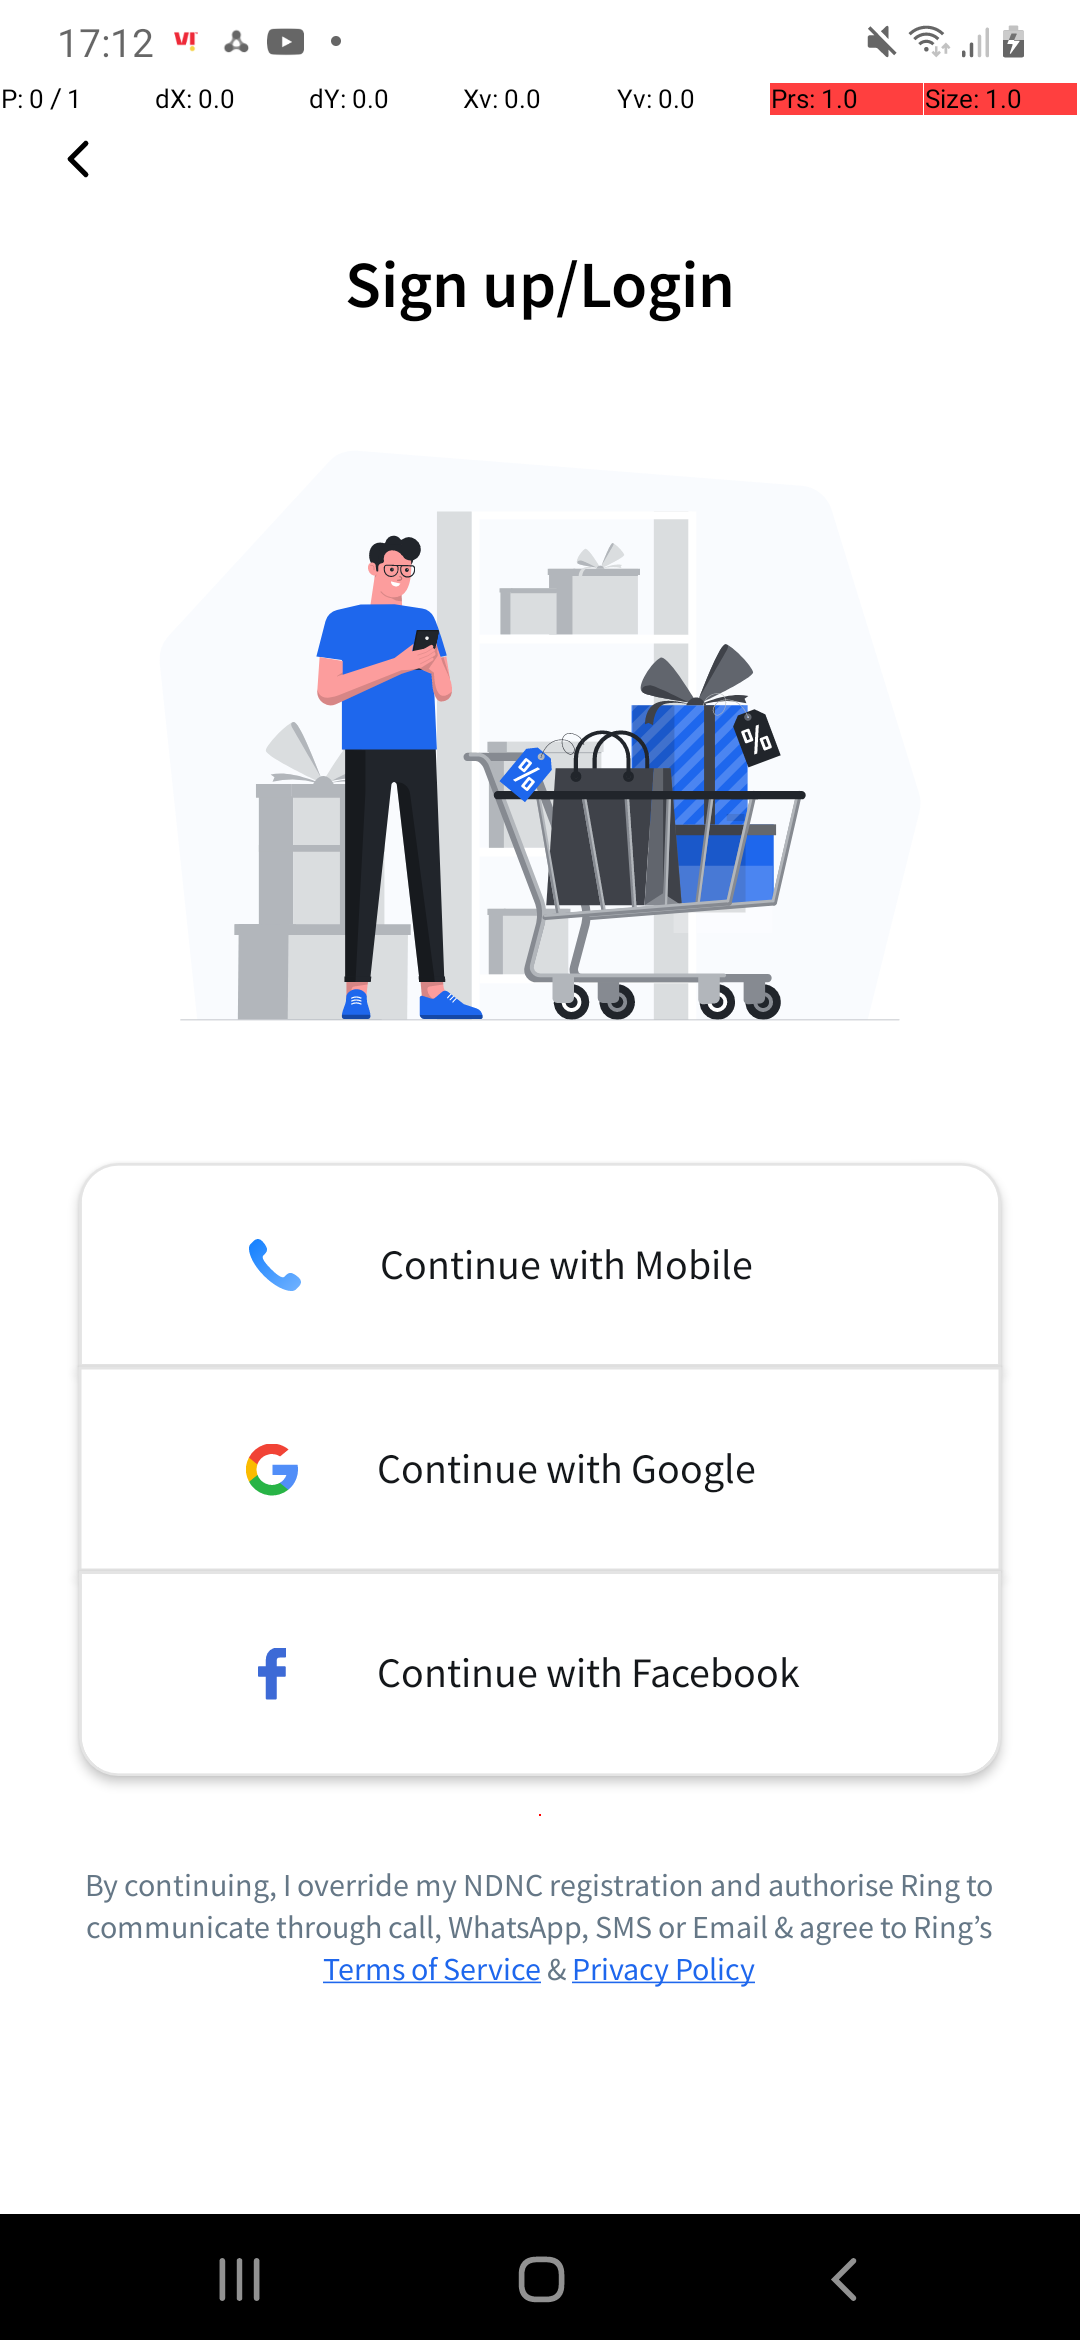 17:12 VI!
P: 0 / 1 dX: 0.0 dY: 0.0 Xv: 0.0 Yv: 0.0 Prs: 1.0 Size: 1.0
Sign up/Login
%
%
Continue with Mobile
Continue with Google
Continue with Facebook
By continuing, I override my NDNC registration and authorise Ring to
communicate through call, WhatsApp, SMS or Email & agree to Ring’s
Terms of Service & Privacy Policy